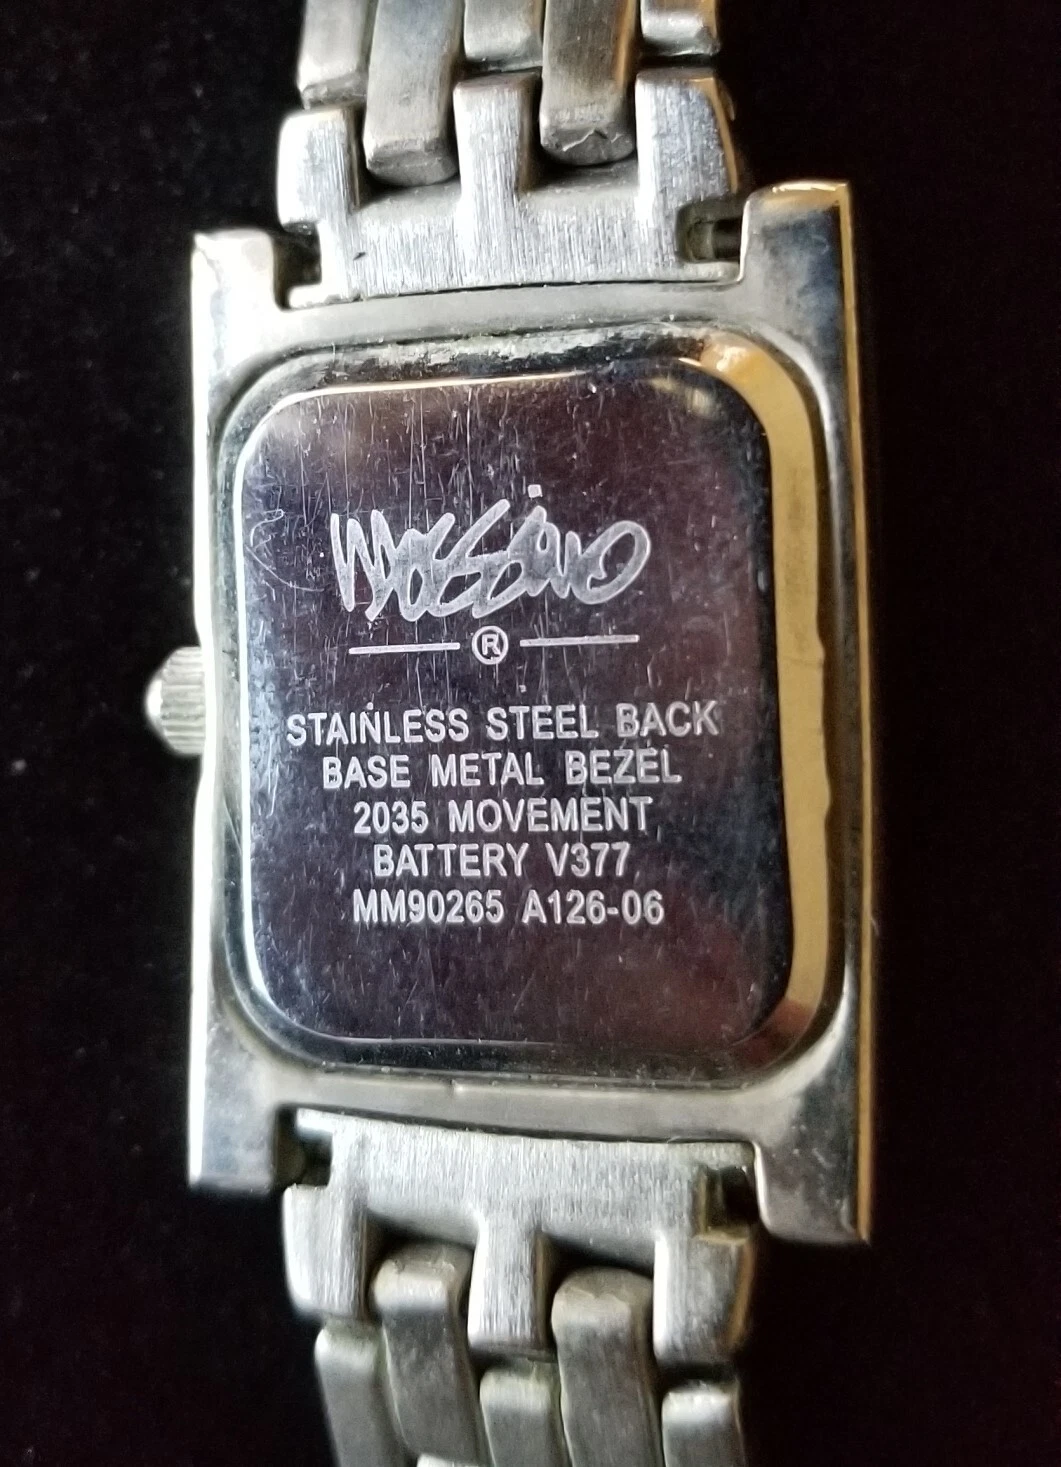 Mossimo
®
STAINLESS STEEL BACK
BASE METAL BEZEL
2035 MOVEMENT
BATTERY V377
MM90265 A126-06